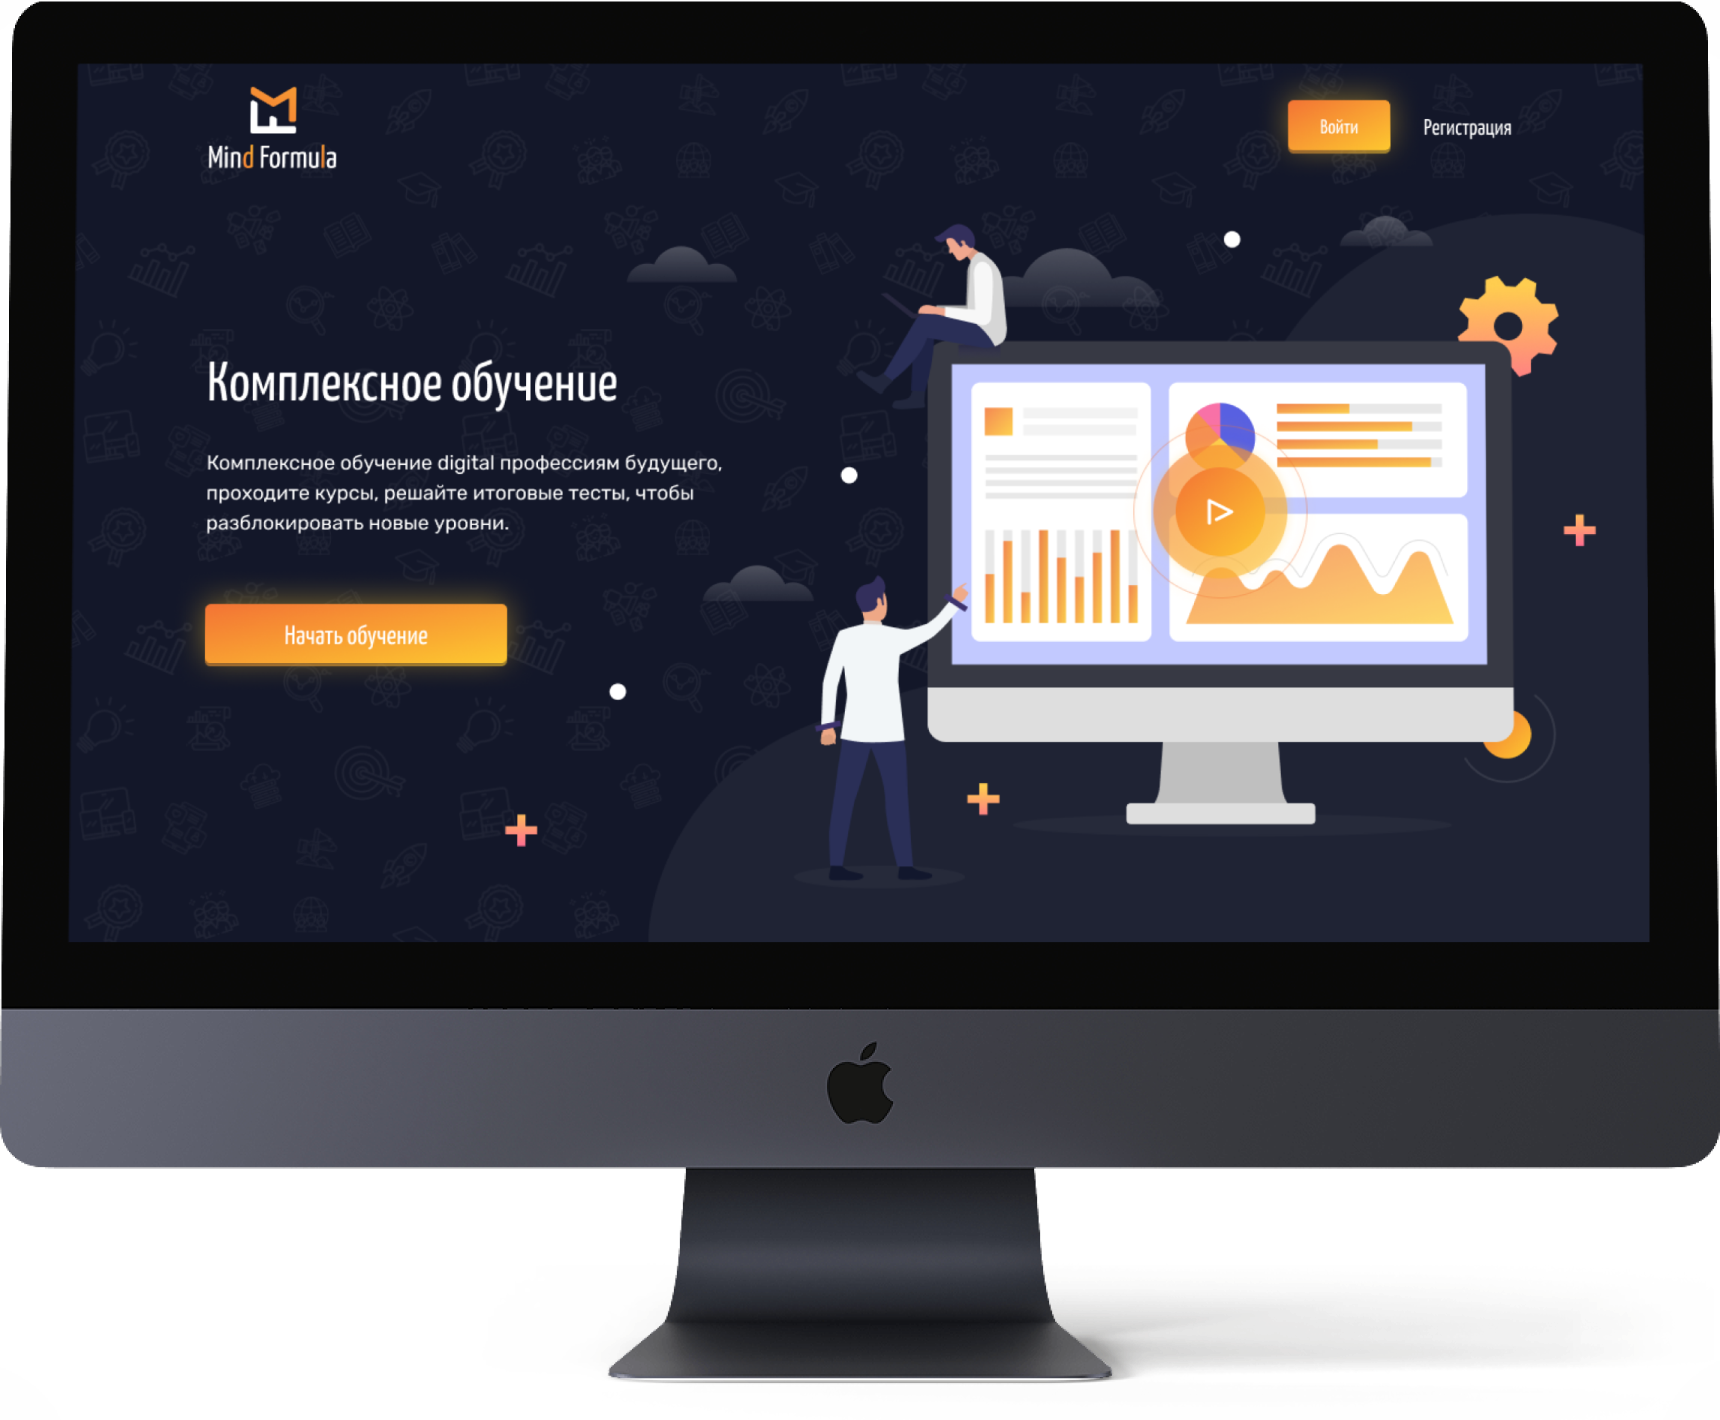 Mind Formula
Войти
Регистрация
Комплексное обучение
Комплексное обучение digital профессиям будущего,
проходите курсы, решайте итоговые тесты, чтобы
разблокировать новые уровни.
Начать обучение